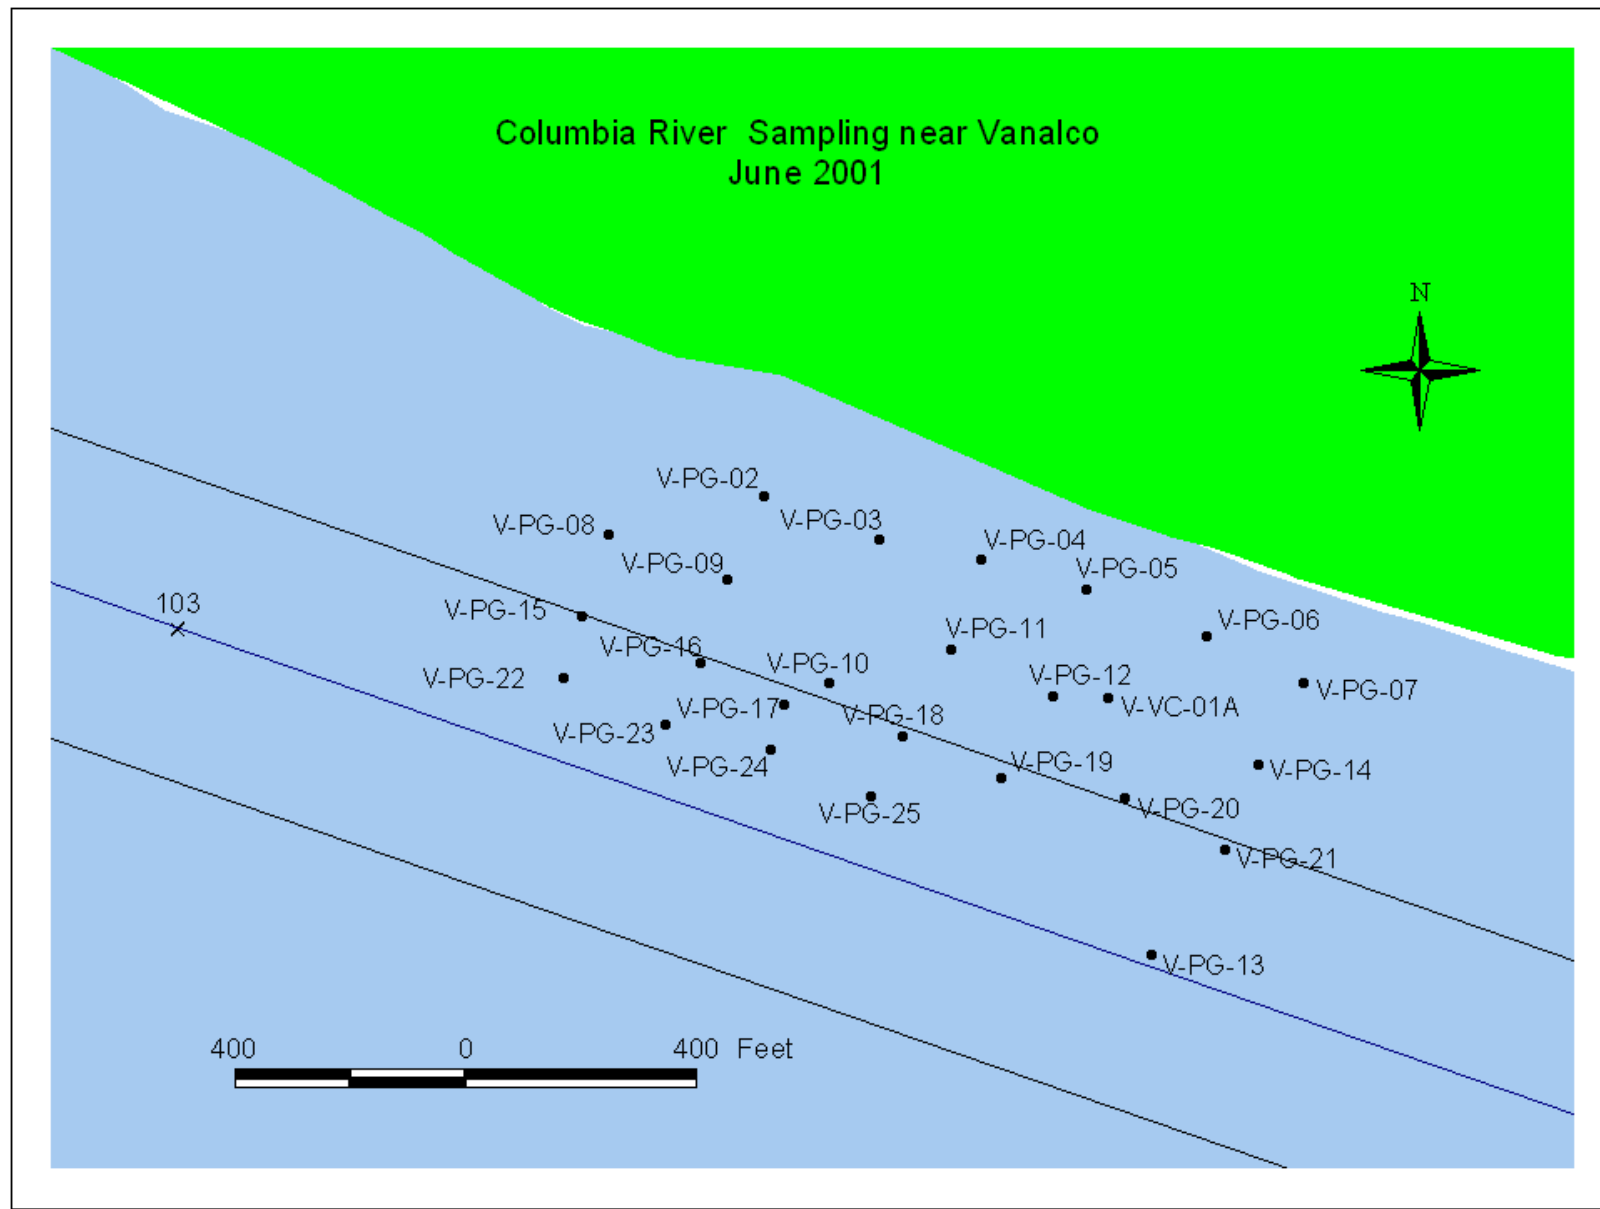 Columbia River Sampling near Vanalco
June 2001
N
V-PG-02
V-PG-03
V-PG-08
V-PG-04
V-PG-09
V-PG-05
103
V-PG-15
V-PG-06
V-PG-11
V-PG-16
V-PG-10
V-PG-12
V-PG-22
V-PG-07
V-VC-01A
V-PG-17
V-PG-18
V-PG-23
V-PG-24
V-PG-19
V-PG-14
V-PG-25
V-PG-20
V-PG-21
V-PG-13
400 0 400 Feet